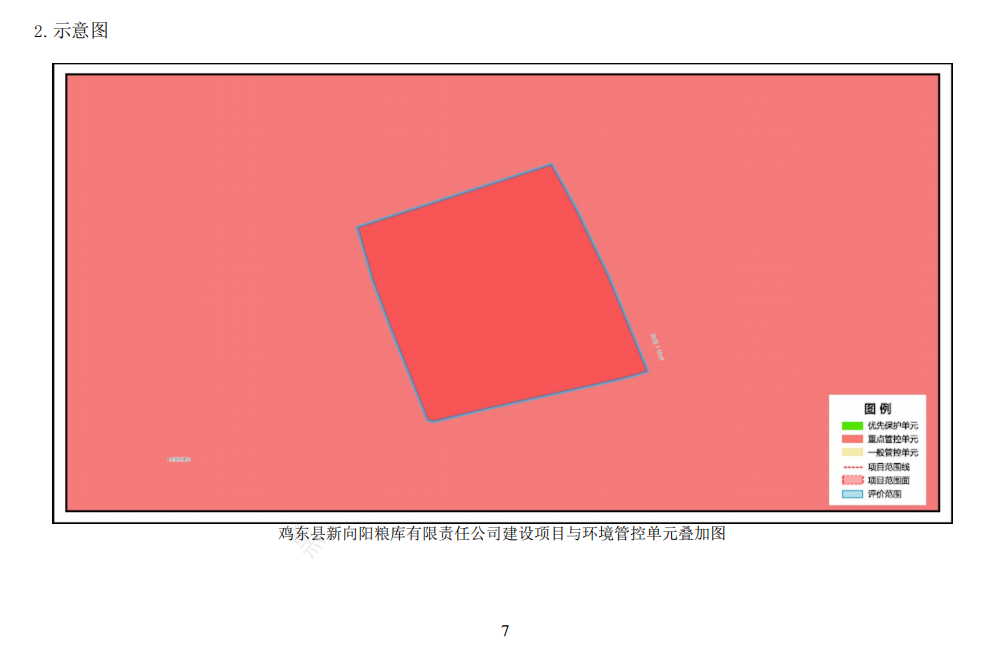 2. 示意图
图 例
优先保护单元
重点管控单元
一般管控单元
项目范围线
项目范围面
评价范围
鸡东县新向阳粮库有限责任公司建设项目与环境管控单元叠加图
7